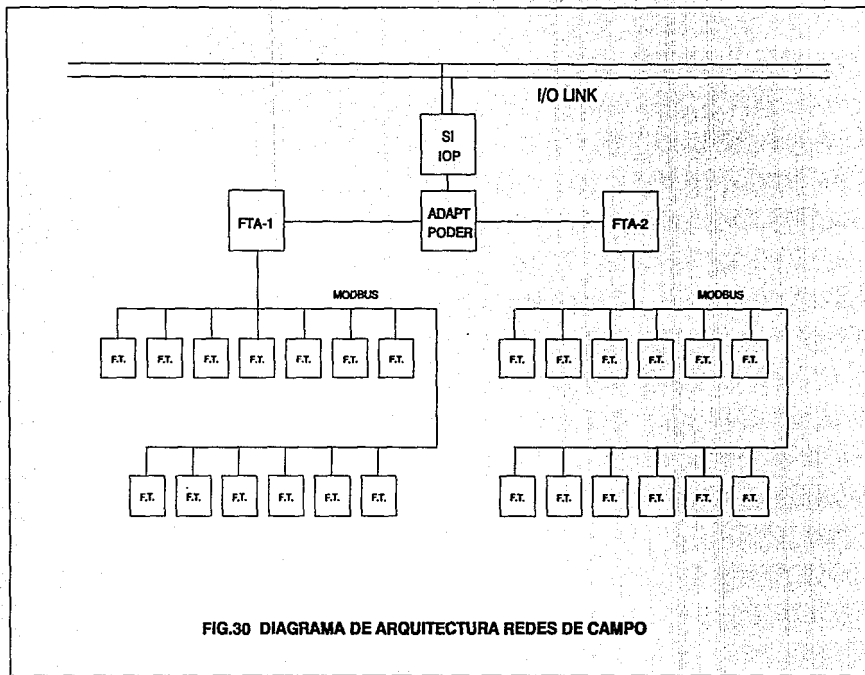 I/O LINK
SI
IOP
FTA-1
ADAPT
PODER
FTA-2
MODBUS
MODBUS
F.T. F.T. F.T. F.T. F.T. F.T. F.T.
F.T. F.T. F.T. F.T. F.T. F.T.
F.T. F.T. F.T. F.T. F.T. F.T.
F.T. F.T. F.T. F.T. F.T. F.T.
FIG.30 DIAGRAMA DE ARQUITECTURA REDES DE CAMPO